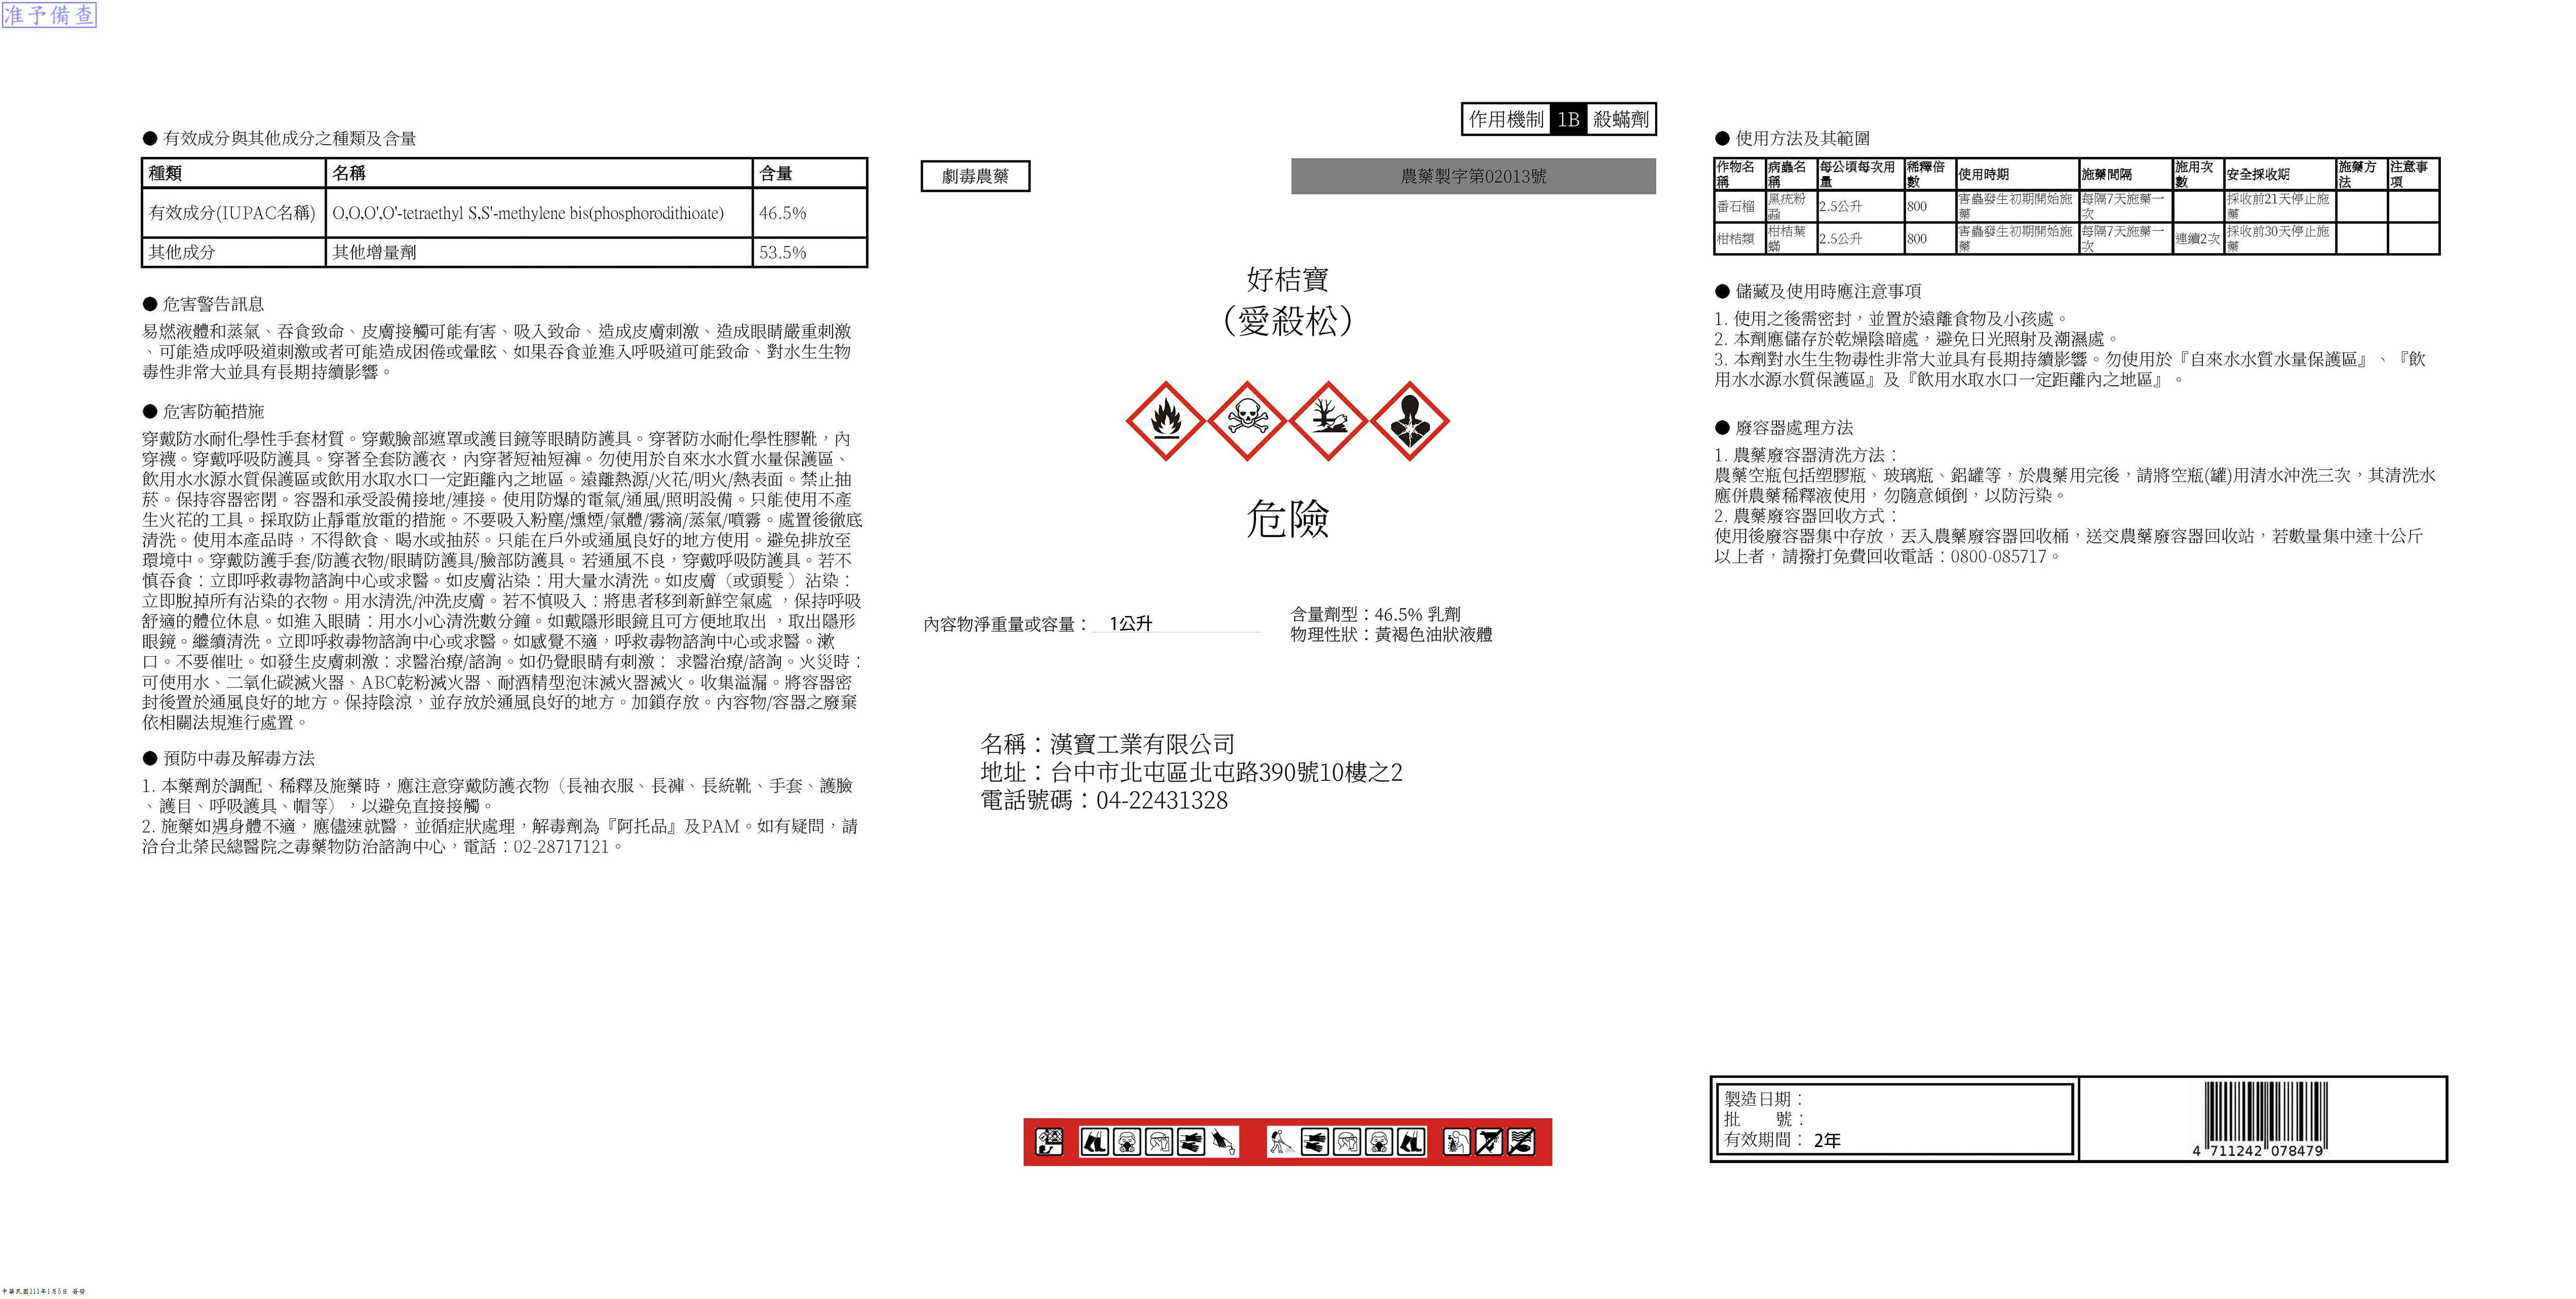 准予備查
● 有效成分與其他成分之種類及含量
種類 名稱 含量
有效成分(IUPAC名稱) O,O,O',O'-tetraethyl S,S'-methylene bis(phosphorodithioate) 46.5%
其他成分 其他增量劑 53.5%
● 危害警告訊息
易燃液體和蒸氣、吞食致命、皮膚接觸可能有害、吸入致命、造成皮膚刺激、造成眼睛嚴重刺激
、可能造成呼吸道刺激或者可能造成困倦或暈眩、如果吞食並進入呼吸道可能致命、對水生生物
毒性非常大並具有長期持續影響。
● 危害防範措施
穿戴防水耐化學性手套材質。穿戴臉部遮罩或護目鏡等眼睛防護具。穿著防水耐化學性膠靴，內
穿襪。穿戴呼吸防護具。穿著全套防護衣，內穿著短袖短褲。勿使用於自來水水質水量保護區、
飲用水水源水質保護區或飲用水取水口一定距離內之地區。遠離熱源/火花/明火/熱表面。禁止抽
菸。保持容器密閉。容器和承受設備接地/連接。使用防爆的電氣/通風/照明設備。只能使用不產
生火花的工具。採取防止靜電放電的措施。不要吸入粉塵/燻煙/氣體/霧滴/蒸氣/噴霧。處置後徹底
清洗。使用本產品時，不得飲食、喝水或抽菸。只能在戶外或通風良好的地方使用。避免排放至
環境中。穿戴防護手套/防護衣物/眼睛防護具/臉部防護具。若通風不良，穿戴呼吸防護具。若不
慎吞食：立即呼救毒物諮詢中心或求醫。如皮膚沾染：用大量水清洗。如皮膚（或頭髮 ）沾染：
立即脫掉所有沾染的衣物。用水清洗/沖洗皮膚。若不慎吸入：將患者移到新鮮空氣處 ，保持呼吸
舒適的體位休息。如進入眼睛：用水小心清洗數分鐘。如戴隱形眼鏡且可方便地取出 ，取出隱形
眼鏡。繼續清洗。立即呼救毒物諮詢中心或求醫。如感覺不適，呼救毒物諮詢中心或求醫。漱
口。不要催吐。如發生皮膚刺激：求醫治療/諮詢。如仍覺眼睛有刺激： 求醫治療/諮詢。火災時：
可使用水、二氧化碳滅火器、ABC乾粉滅火器、耐酒精型泡沫滅火器滅火。收集溢漏。將容器密
封後置於通風良好的地方。保持陰涼，並存放於通風良好的地方。加鎖存放。內容物/容器之廢棄
依相關法規進行處置。
● 預防中毒及解毒方法
1. 本藥劑於調配、稀釋及施藥時，應注意穿戴防護衣物（長袖衣服、長褲、長統靴、手套、護臉
、護目、呼吸護具、帽等），以避免直接接觸。
2. 施藥如遇身體不適，應儘速就醫，並循症狀處理，解毒劑為『阿托品』及PAM。如有疑問，請
洽台北榮民總醫院之毒藥物防治諮詢中心，電話：02-28717121。
作用機制 1B 殺蟎劑
劇毒農藥
農藥製字第02013號
好桔寶
（愛殺松）
危險
內容物淨重量或容量： 1公升
含量劑型：46.5% 乳劑
物理性狀：黃褐色油狀液體
名稱：漢寶工業有限公司
地址：台中市北屯區北屯路390號10樓之2
電話號碼：04-22431328
● 使用方法及其範圍
作物名稱 病蟲名稱 每公頃每次用量 稀釋倍數 使用時期 施藥間隔 施用次數 安全採收期 施藥方法 注意事項
番石榴 黑疣粉蝨 2.5公升 800 害蟲發生初期開始施藥 每隔7天施藥一次 採收前21天停止施藥
柑桔類 柑桔葉蟎 2.5公升 800 害蟲發生初期開始施藥 每隔7天施藥一次 連續2次 採收前30天停止施藥
● 儲藏及使用時應注意事項
1. 使用之後需密封，並置於遠離食物及小孩處。
2. 本劑應儲存於乾燥陰暗處，避免日光照射及潮濕處。
3. 本劑對水生生物毒性非常大並具有長期持續影響。勿使用於『自來水水質水量保護區』、『飲
用水水源水質保護區』及『飲用水取水口一定距離內之地區』。
● 廢容器處理方法
1. 農藥廢容器清洗方法：
農藥空瓶包括塑膠瓶、玻璃瓶、鋁罐等，於農藥用完後，請將空瓶(罐)用清水沖洗三次，其清洗水
應併農藥稀釋液使用，勿隨意傾倒，以防污染。
2. 農藥廢容器回收方式：
使用後廢容器集中存放，丟入農藥廢容器回收桶，送交農藥廢容器回收站，若數量集中達十公斤
以上者，請撥打免費回收電話：0800-085717。
製造日期：
批 號：
有效期間： 2年
4 711242 078479
中華民國111年1月5日 簽發